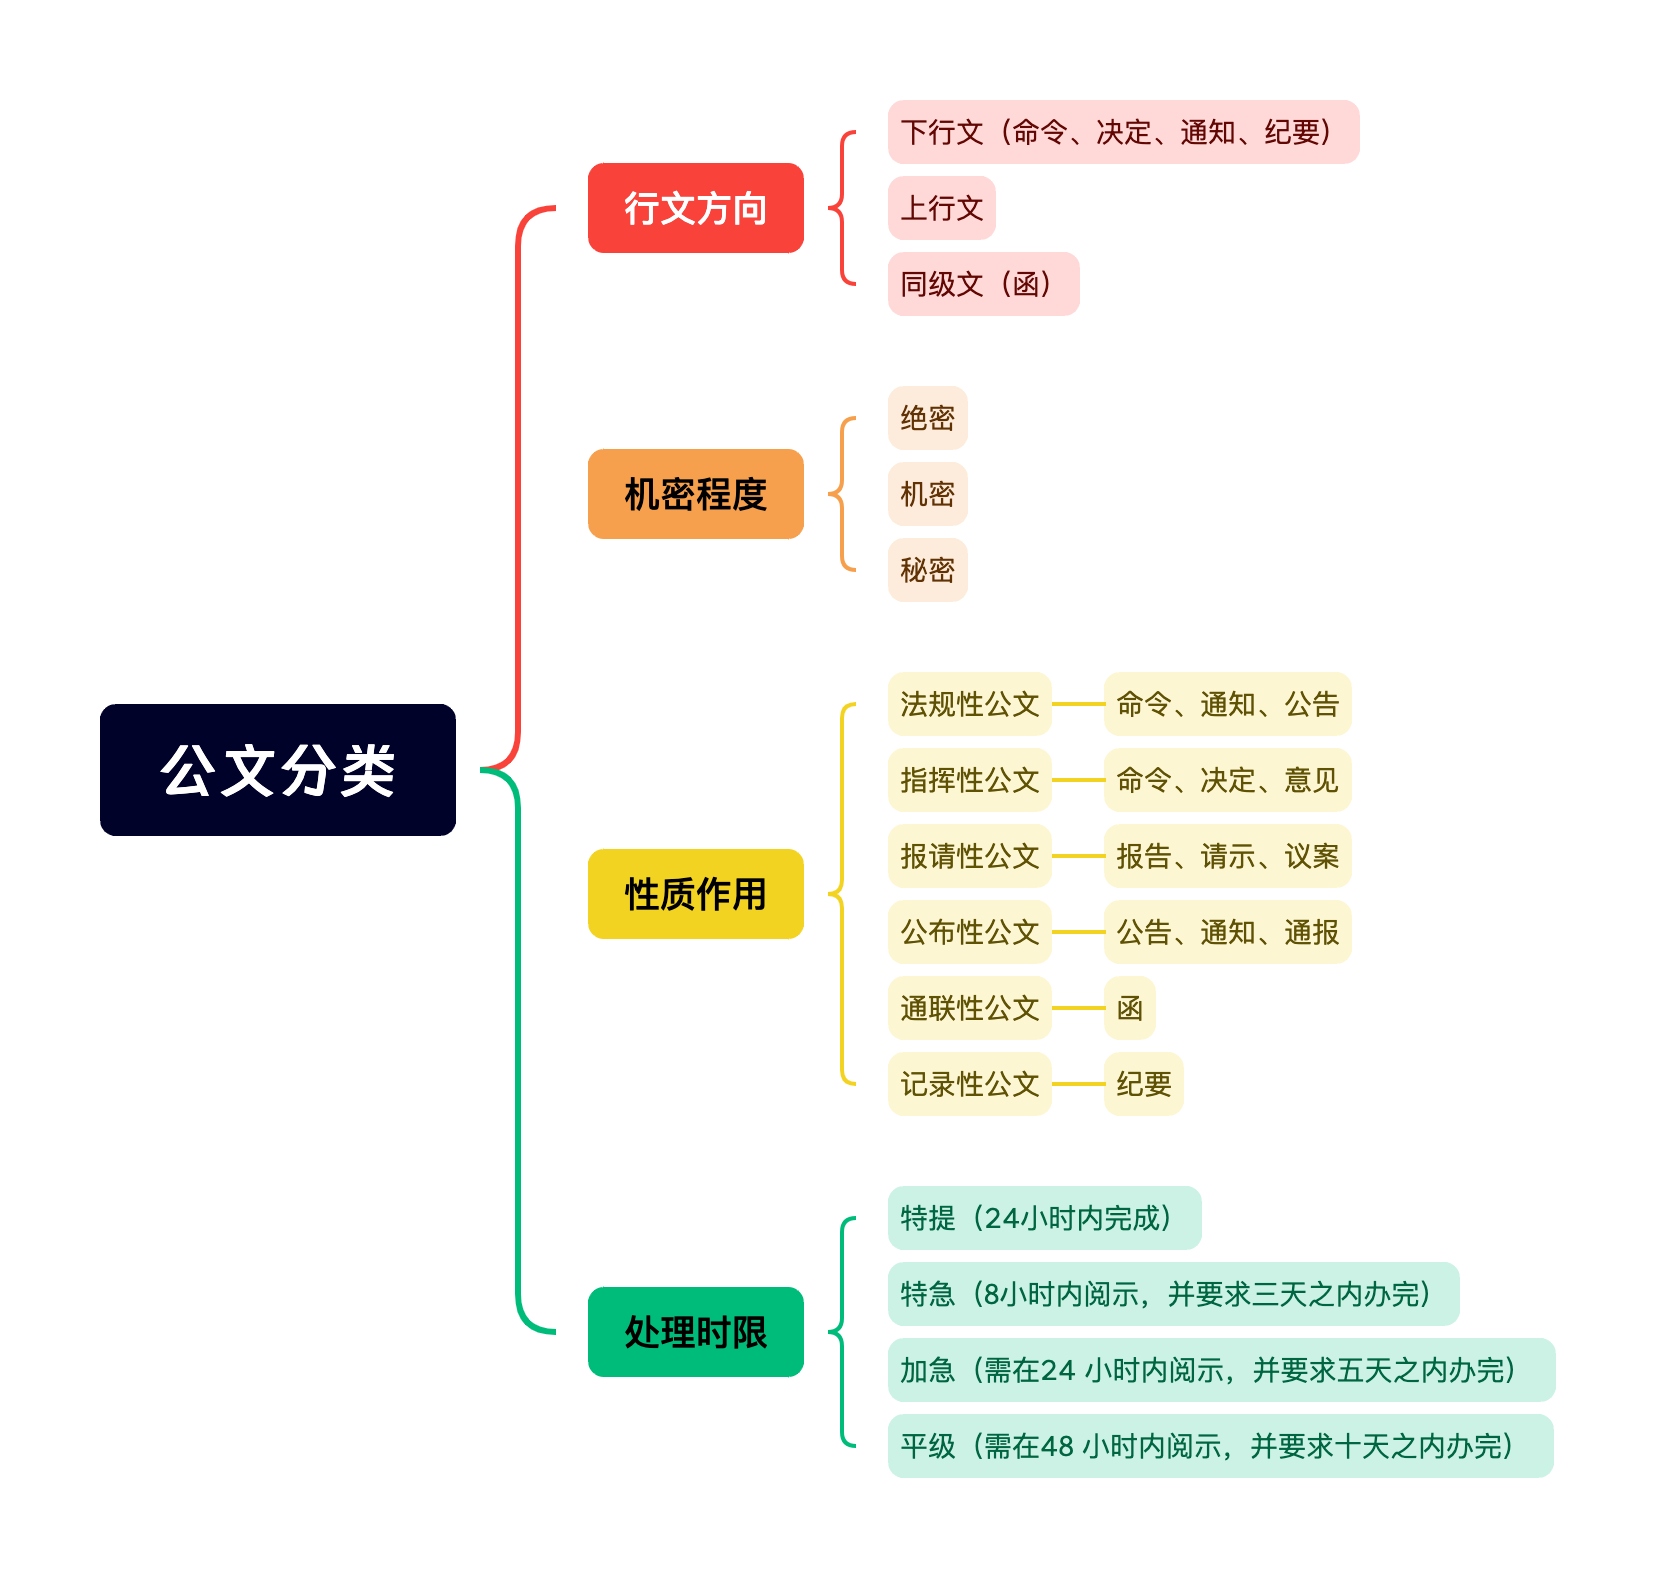 公文分类
行文方向
下行文（命令、决定、通知、纪要）
上行文
同级文（函）
机密程度
绝密
机密
秘密
性质作用
法规性公文
命令、通知、公告
指挥性公文
命令、决定、意见
报请性公文
报告、请示、议案
公布性公文
公告、通知、通报
通联性公文
函
记录性公文
纪要
处理时限
特提（24小时内完成）
特急（8小时内阅示，并要求三天之内办完）
加急（需在24 小时内阅示，并要求五天之内办完）
平级（需在48 小时内阅示，并要求十天之内办完）